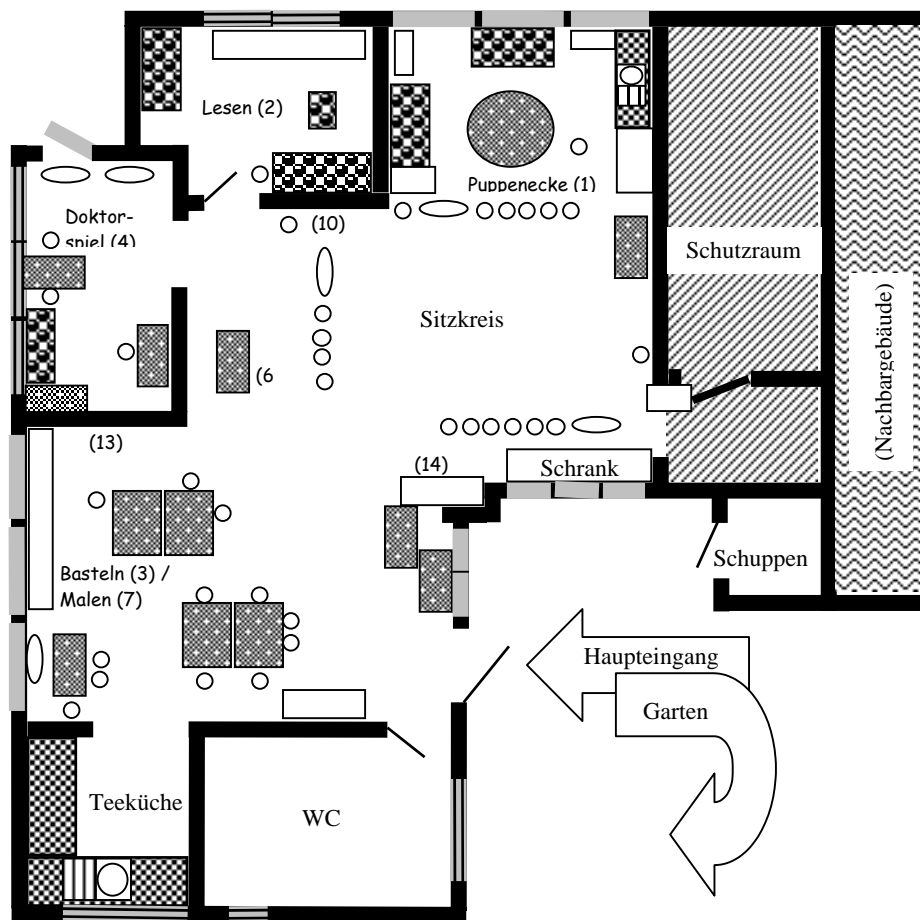 Lesen (2)
Puppenecke (1)
Doktor-
spiel (4)
(10)
Schutzraum
(Nachbargebäude)
Sitzkreis
(6
(13)
(14)
Schrank
Schuppen
Basteln (3) /
Malen (7)
Haupteingang
Garten
Teeküche
WC